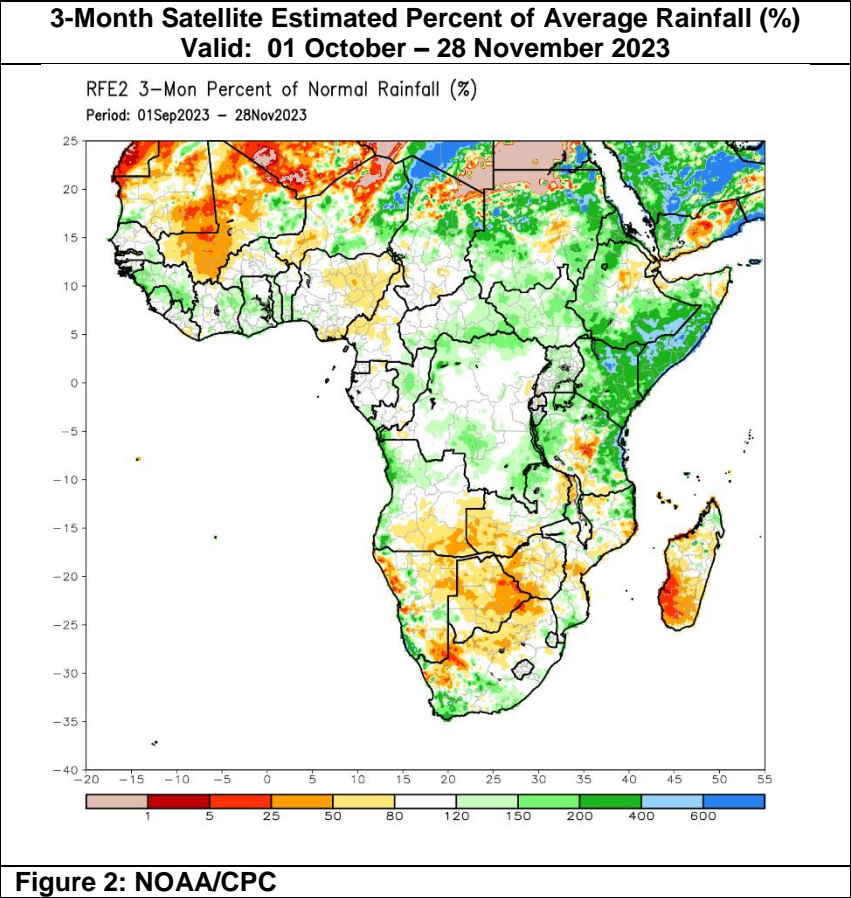 3-Month Satellite Estimated Percent of Average Rainfall (%)
Valid:  01 October – 28 November 2023
RFE2 3-Mon Percent of Normal Rainfall (%)
Period: 01Sep2023 – 28Nov2023
25
20
15
10
5
0
−5
−10
−15
−20
−25
−30
−35
−40
−20 −15 −10 −5 0 5 10 15 20 25 30 35 40 45 50 55
1 5 25 50 80 120 150 200 400 600
Figure 2: NOAA/CPC